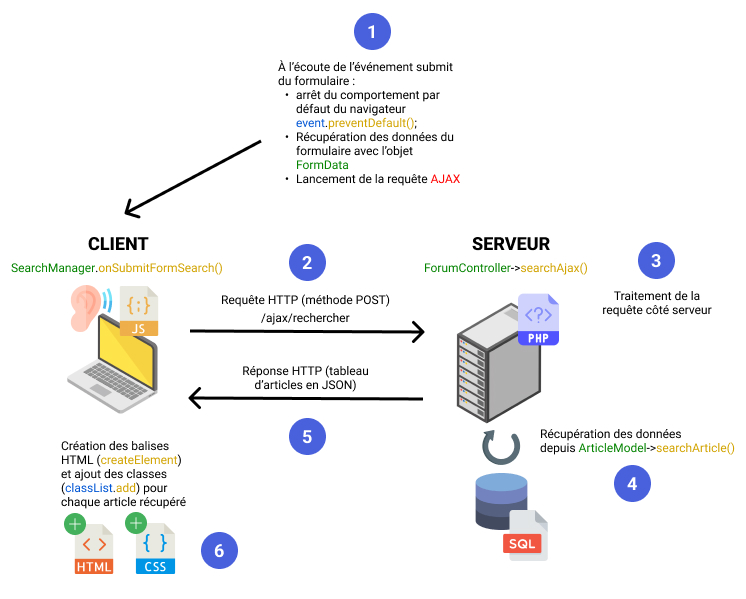 1
À l'écoute de l'événement submit
du formulaire :
• arrêt du comportement par
défaut du navigateur
event.preventDefault();
• Récupération des données du
formulaire avec l'objet
FormData
• Lancement de la requête AJAX
CLIENT
SearchManager.onSubmitFormSearch()
JS
2
Requête HTTP (méthode POST)
/ajax/rechercher
SERVEUR
ForumController->searchAjax()
PHP
3
Traitement de la
requête côté serveur
Réponse HTTP (tableau
d'articles en JSON)
5
Récupération des données
depuis ArticleModel->searchArticle()
4
SQL
Création des balises
HTML (createElement)
et ajout des classes
(classList.add) pour
chaque article récupéré
HTML
CSS
6